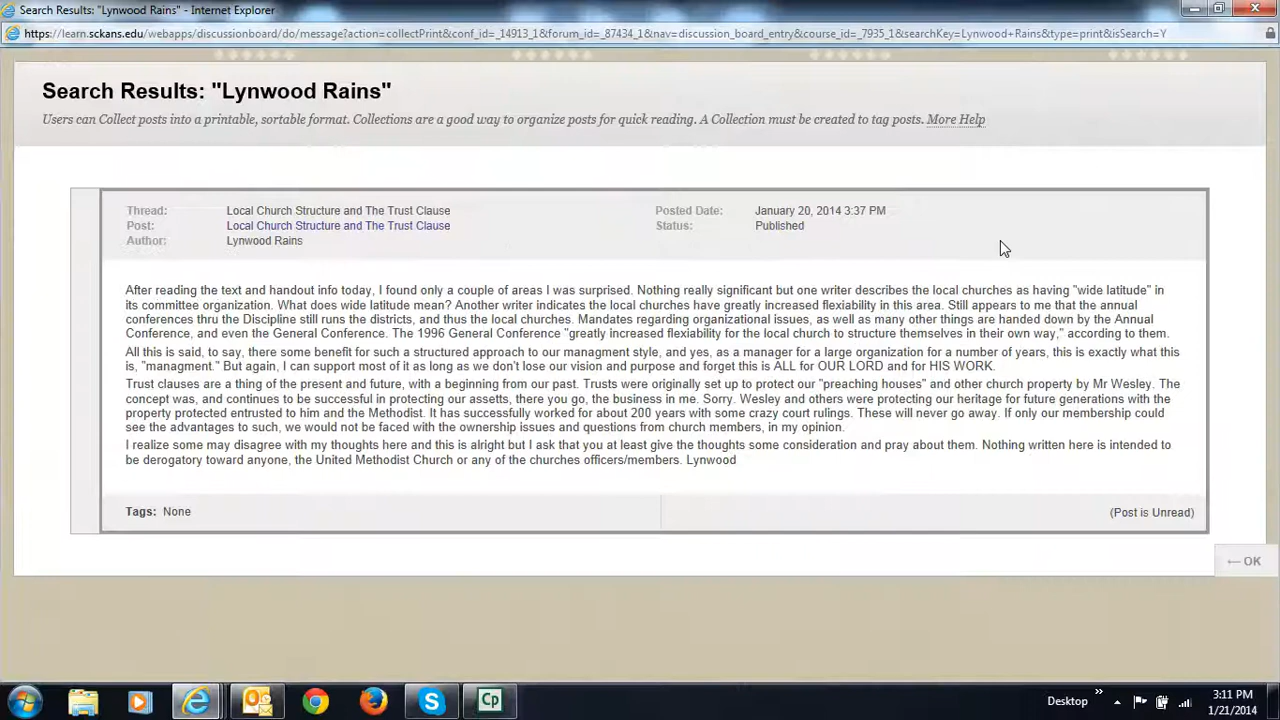 Search Results: "Lynwood Rains" - Internet Explorer
https://learn.sckans.edu/webapps/discussionboard/do/message?action=collectPrint&conf_id=_14913_1&forum_id=_87434_1&nav=discussion_board_entry&course_id=_7935_1&searchKey=Lynwood+Rains&type=print&isSearch=Y
Search Results: "Lynwood Rains"
Users can Collect posts into a printable, sortable format. Collections are a good way to organize posts for quick reading. A Collection must be created to tag posts. More Help
Thread: Local Church Structure and The Trust Clause Posted Date: January 20, 2014 3:37 PM
Post: Local Church Structure and The Trust Clause Status: Published
Author: Lynwood Rains
After reading the text and handout info today, I found only a couple of areas I was surprised. Nothing really significant but one writer describes the local churches as having "wide latitude" in
its committee organization. What does wide latitude mean? Another writer indicates the local churches have greatly increased flexiability in this area. Still appears to me that the annual
conferences thru the Discipline still runs the districts, and thus the local churches. Mandates regarding organizational issues, as well as many other things are handed down by the Annual
Conference, and even the General Conference. The 1996 General Conference "greatly increased flexiability for the local church to structure themselves in their own way," according to them.
All this is said, to say, there some benefit for such a structured approach to our managment style, and yes, as a manager for a large organization for a number of years, this is exactly what this
is, "managment." But again, I can support most of it as long as we don't lose our vision and purpose and forget this is ALL for OUR LORD and for HIS WORK.
Trust clauses are a thing of the present and future, with a beginning from our past. Trusts were originally set up to protect our "preaching houses" and other church property by Mr Wesley. The
concept was, and continues to be successful in protecting our assets, there you go, the business in me. Sorry. Wesley and others were protecting our heritage for future generations with the
property protected entrusted to him and the Methodist. It has successfully worked for about 200 years with some crazy court rulings. These will never go away. If only our membership could
see the advantages to such, we would not be faced with the ownership issues and questions from church members, in my opinion.
I realize some may disagree with my thoughts here and this is alright but I ask that you at least give the thoughts some consideration and pray about them. Nothing written here is intended to
be derogatory toward anyone, the United Methodist Church or any of the churches officers/members. Lynwood
Tags: None (Post is Unread)
← OK
Cp Desktop » 3:11 PM
1/21/2014